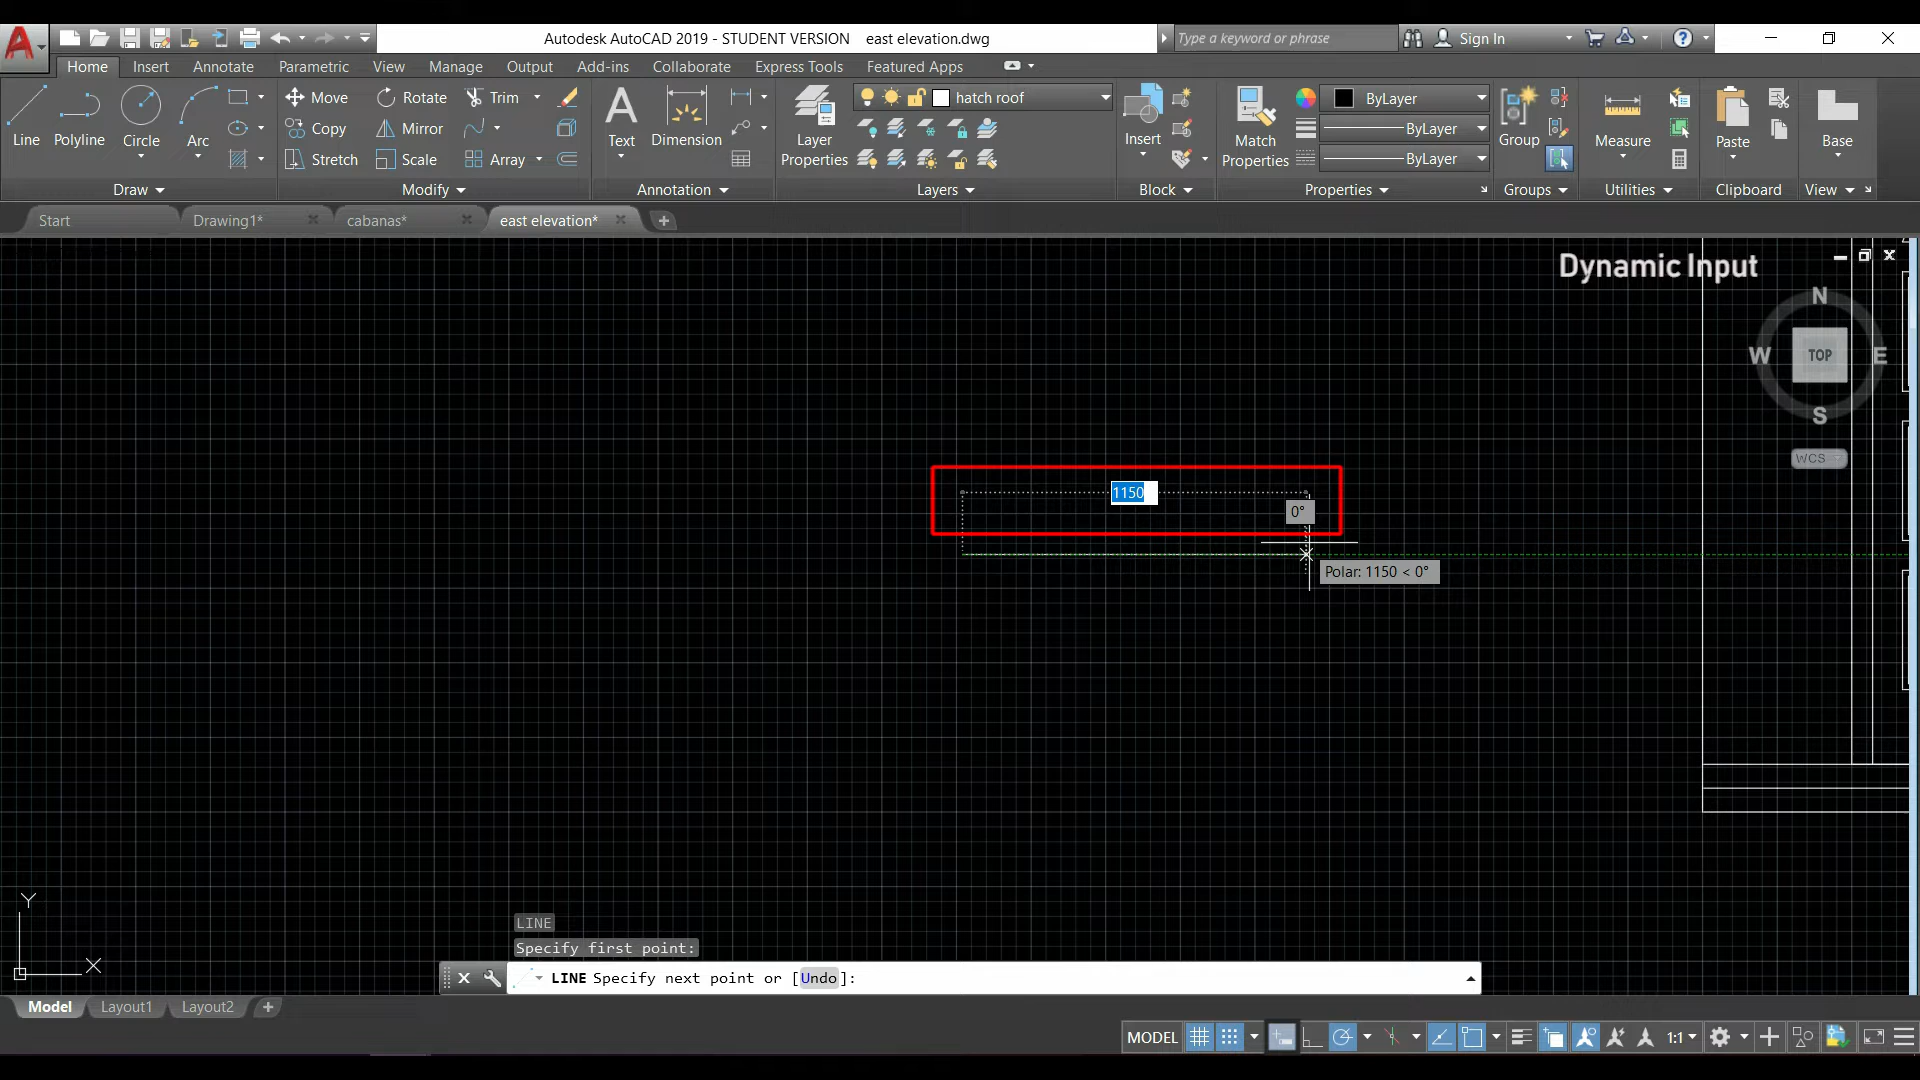 Autodesk AutoCAD 2019 - STUDENT VERSION east elevation.dwg
Type a keyword or phrase
Sign In
Home Insert Annotate Parametric View Manage Output Add-ins Collaborate Express Tools Featured Apps
Line Polyline Circle Arc
Draw
Move Rotate Trim
Copy Mirror
Stretch Scale Array
Modify
Text Dimension
Annotation
Layer Properties
hatch roof
Layers
Insert
Block
Match Properties
ByLayer
ByLayer
ByLayer
Properties
Group
Groups
Measure
Utilities
Paste
Clipboard
Base
View
Start Drawing1* cabanas* east elevation*
Dynamic Input
N
W TOP E
S
WCS
1150
0°
Polar: 1150 < 0°
Y
X
LINE
Specify first point:
LINE Specify next point or [Undo]:
Model Layout1 Layout2
MODEL 1:1